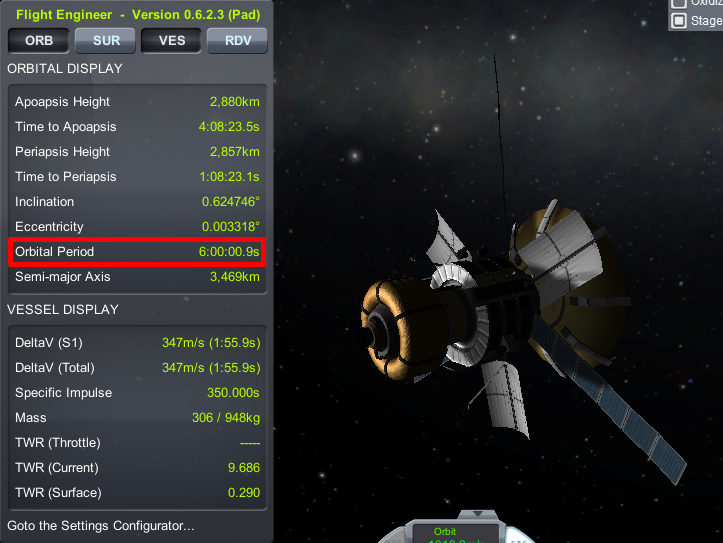 Flight Engineer - Version 0.6.2.3 (Pad)
ORB SUR VES RDV
ORBITAL DISPLAY
Apoapsis Height 2,880km
Time to Apoapsis 4:08:23.5s
Periapsis Height 2,857km
Time to Periapsis 1:08:23.1s
Inclination 0.624746°
Eccentricity 0.003318°
Orbital Period 6:00:00.9s
Semi-major Axis 3,469km
VESSEL DISPLAY
DeltaV (S1) 347m/s (1:55.9s)
DeltaV (Total) 347m/s (1:55.9s)
Specific Impulse 350.000s
Mass 306 / 948kg
TWR (Throttle) -----
TWR (Current) 9.686
TWR (Surface) 0.290
Goto the Settings Configurator...
Stage
Orbit